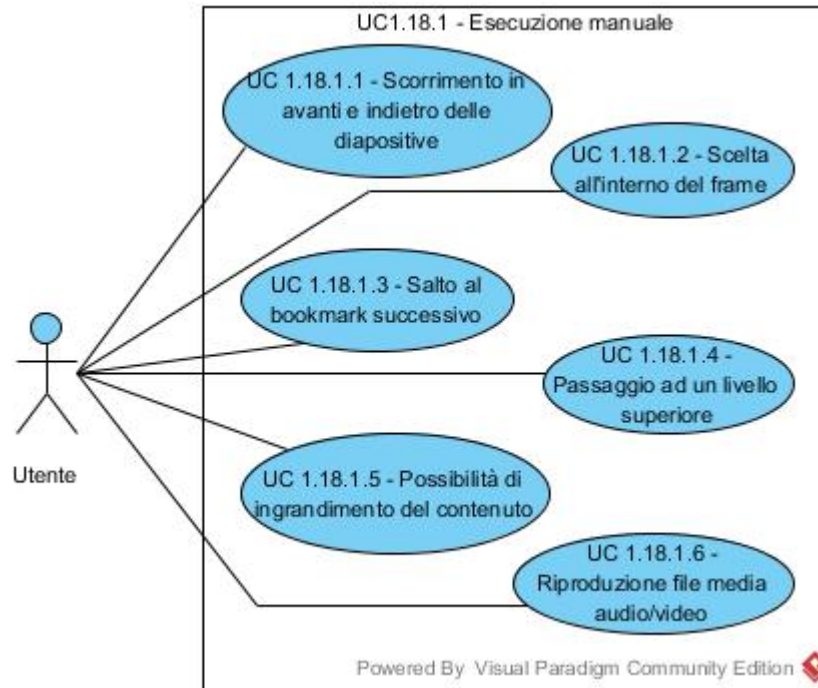 UC1.18.1 - Esecuzione manuale
UC 1.18.1.1 - Scorrimento in
avanti e indietro delle
diapositive
UC 1.18.1.2 - Scelta
all'interno del frame
UC 1.18.1.3 - Salto al
bookmark successivo
UC 1.18.1.4 -
Passaggio ad un livello
superiore
Utente
UC 1.18.1.5 - Possibilità di
ingrandimento del contenuto
UC 1.18.1.6 -
Riproduzione file media
audio/video
Powered By Visual Paradigm Community Edition